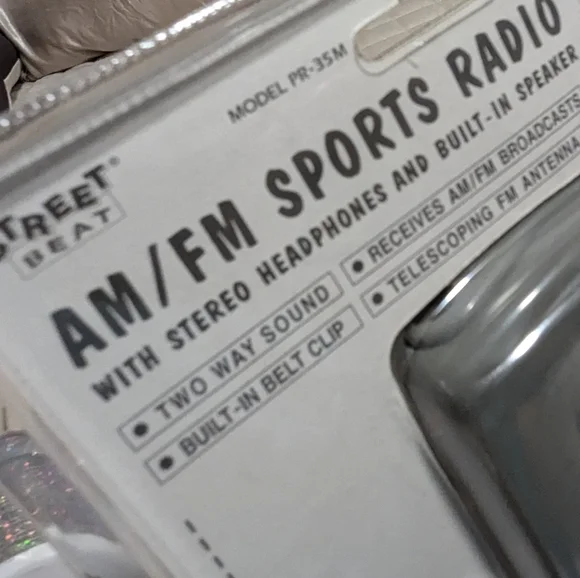 MODEL PR-35M
STREET®
BEAT
AM/FM SPORTS RADIO
WITH STEREO HEADPHONES AND BUILT-IN SPEAKER
• TWO WAY SOUND
• RECEIVES AM/FM BROADCASTS
• BUILT-IN BELT CLIP
• TELESCOPING FM ANTENNA